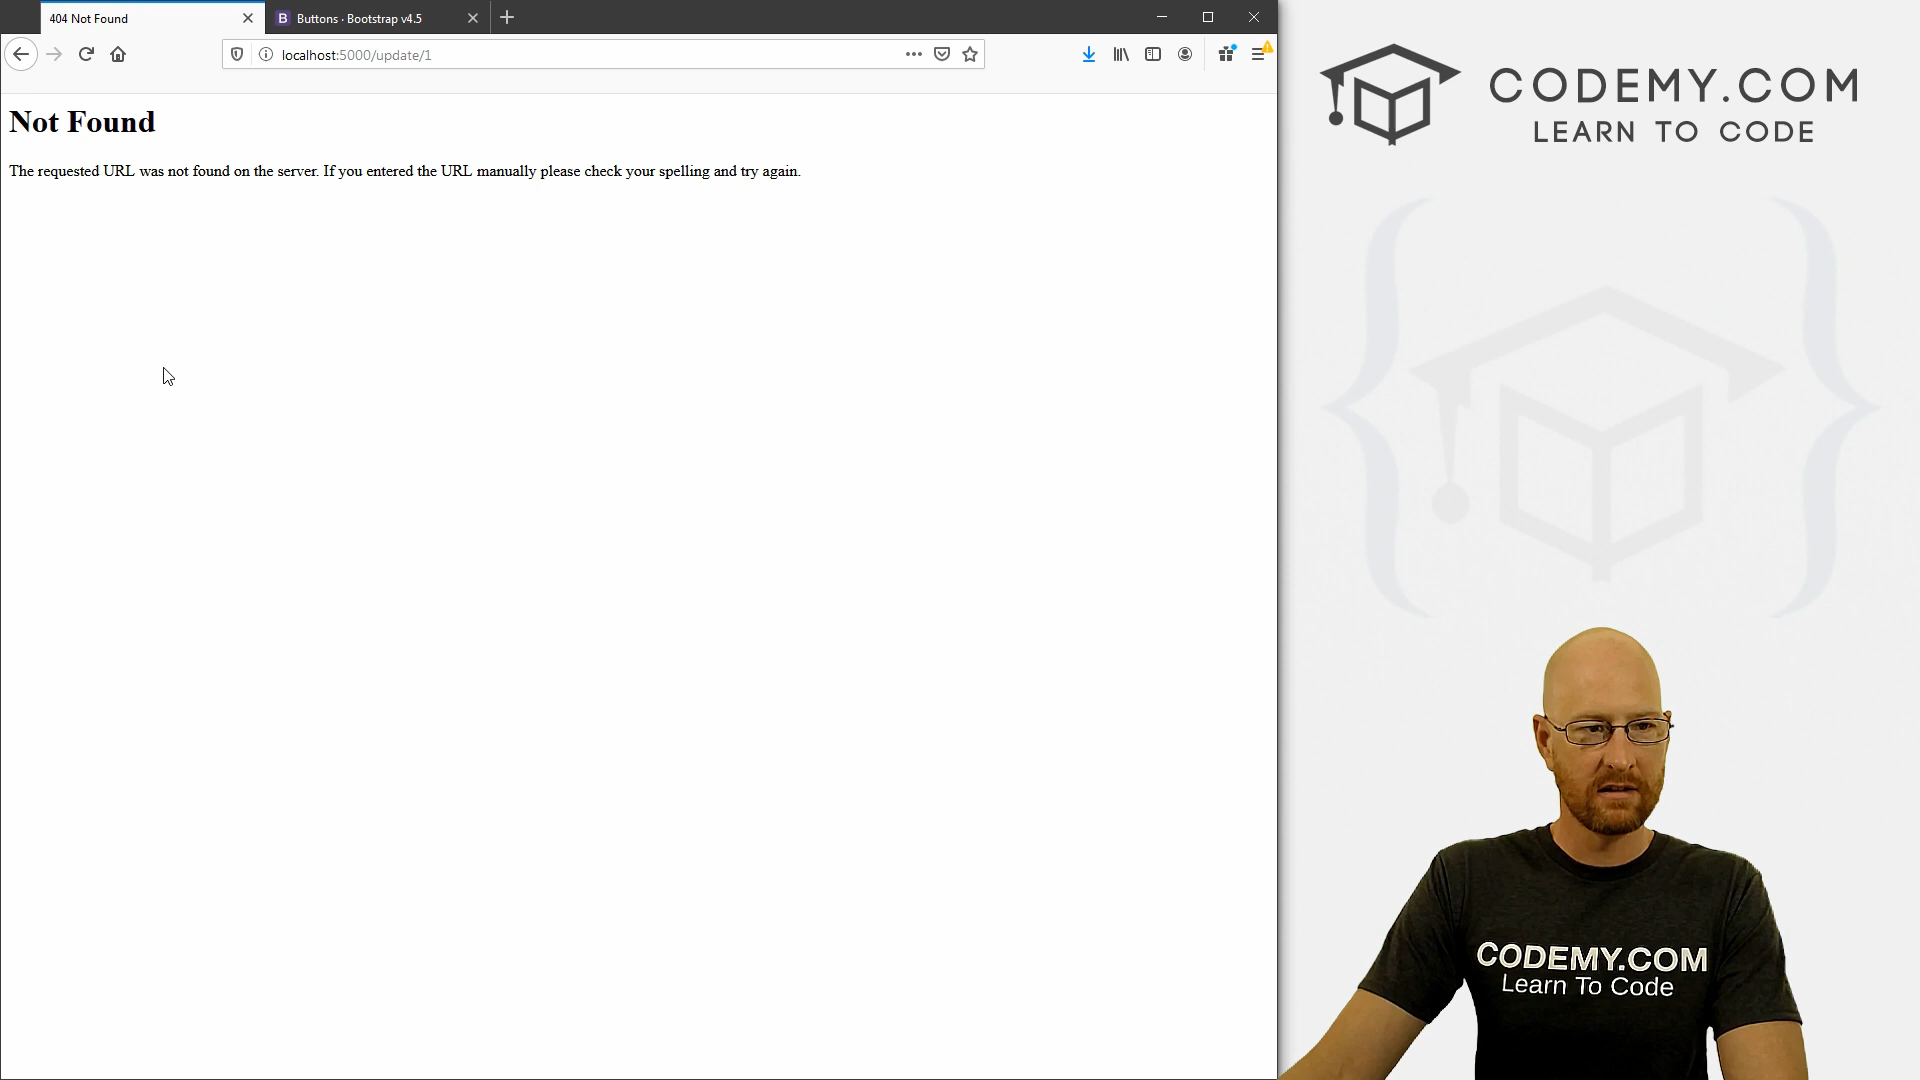 404 Not Found
B Buttons · Bootstrap v4.5
localhost:5000/update/1
Not Found
The requested URL was not found on the server. If you entered the URL manually please check your spelling and try again.
CODEMY.COM
LEARN TO CODE
CODEMY.COM
Learn To Code